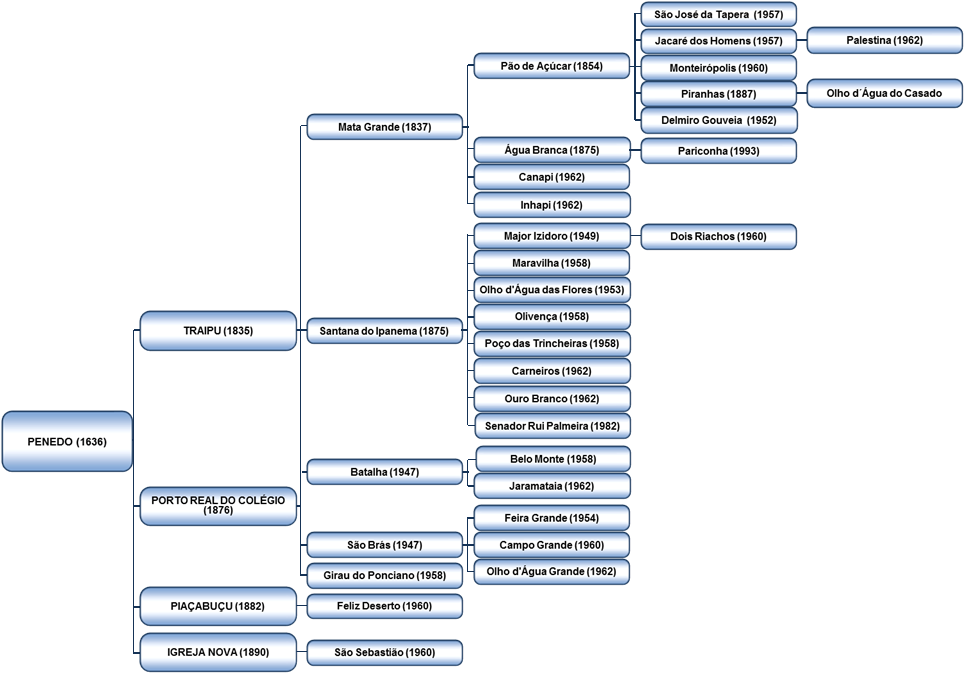 São José da Tapera (1957)
Jacaré dos Homens (1957)
Palestina (1962)
Pão de Açúcar (1854)
Monteirópolis (1960)
Piranhas (1887)
Olho d´Água do Casado
Delmiro Gouveia (1952)
Mata Grande (1837)
Água Branca (1875)
Pariconha (1993)
Canapi (1962)
Inhapi (1962)
Major Izidoro (1949)
Dois Riachos (1960)
Maravilha (1958)
Olho d'Água das Flores (1953)
Olivença (1958)
TRAIPU (1835)
Santana do Ipanema (1875)
Poço das Trincheiras (1958)
Carneiros (1962)
Ouro Branco (1962)
Senador Rui Palmeira (1982)
PENEDO (1636)
Belo Monte (1958)
Batalha (1947)
Jaramataia (1962)
PORTO REAL DO COLÉGIO
(1876)
Feira Grande (1954)
São Brás (1947)
Campo Grande (1960)
Olho d'Água Grande (1962)
Girau do Ponciano (1958)
PIAÇABUÇU (1882)
Feliz Deserto (1960)
IGREJA NOVA (1890)
São Sebastião (1960)